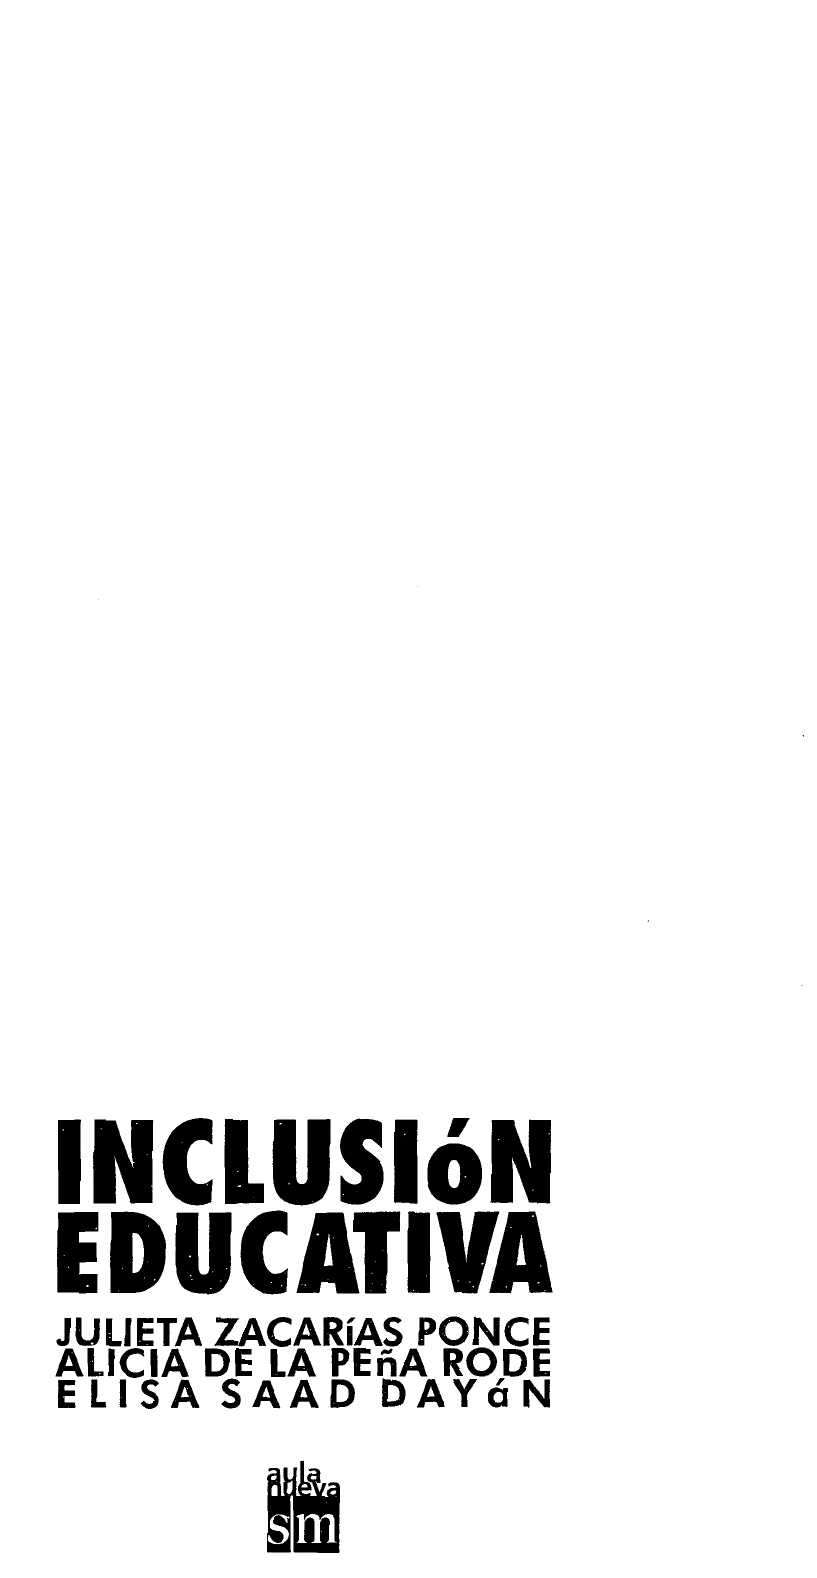 INCLUSIóN
EDUCATIVA
JULIETA ZACARíAS PONCE
ALICIA DE LA PEñA RODE
ELISA SAAD DAYáN
aula
nueva
sm